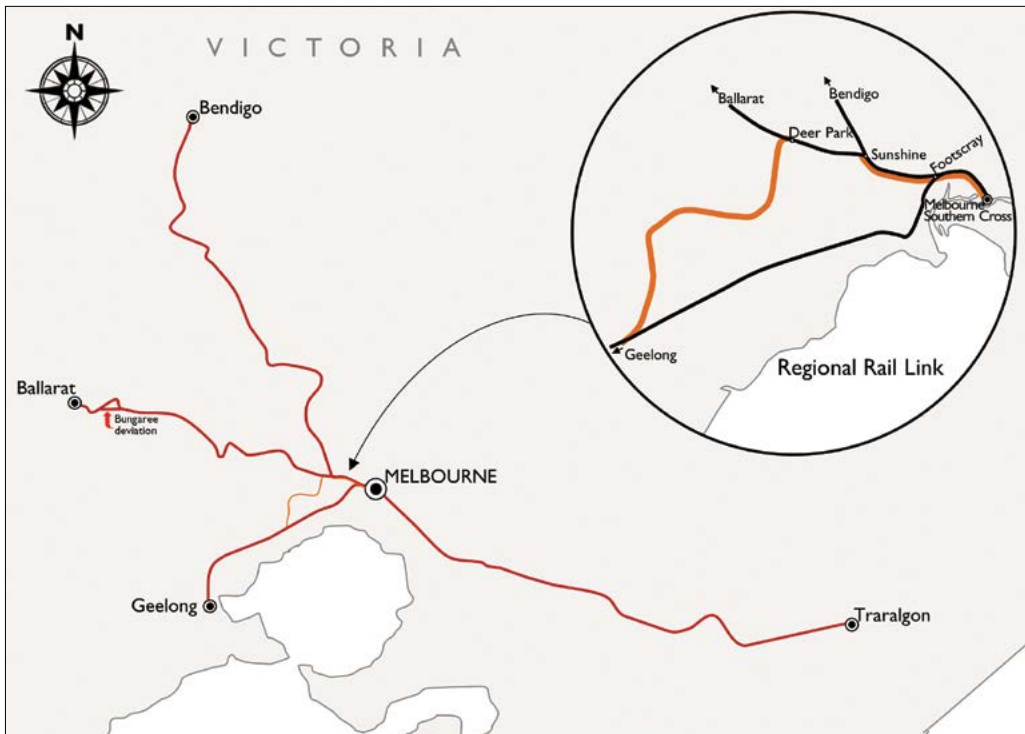 N
VICTORIA
Bendigo
Ballarat
Bendigo
Deer Park
Sunshine
Footscray
Melbourne
Southern Cross
Geelong
Regional Rail Link
Ballarat
Bungaree
deviation
MELBOURNE
Geelong
Traralgon